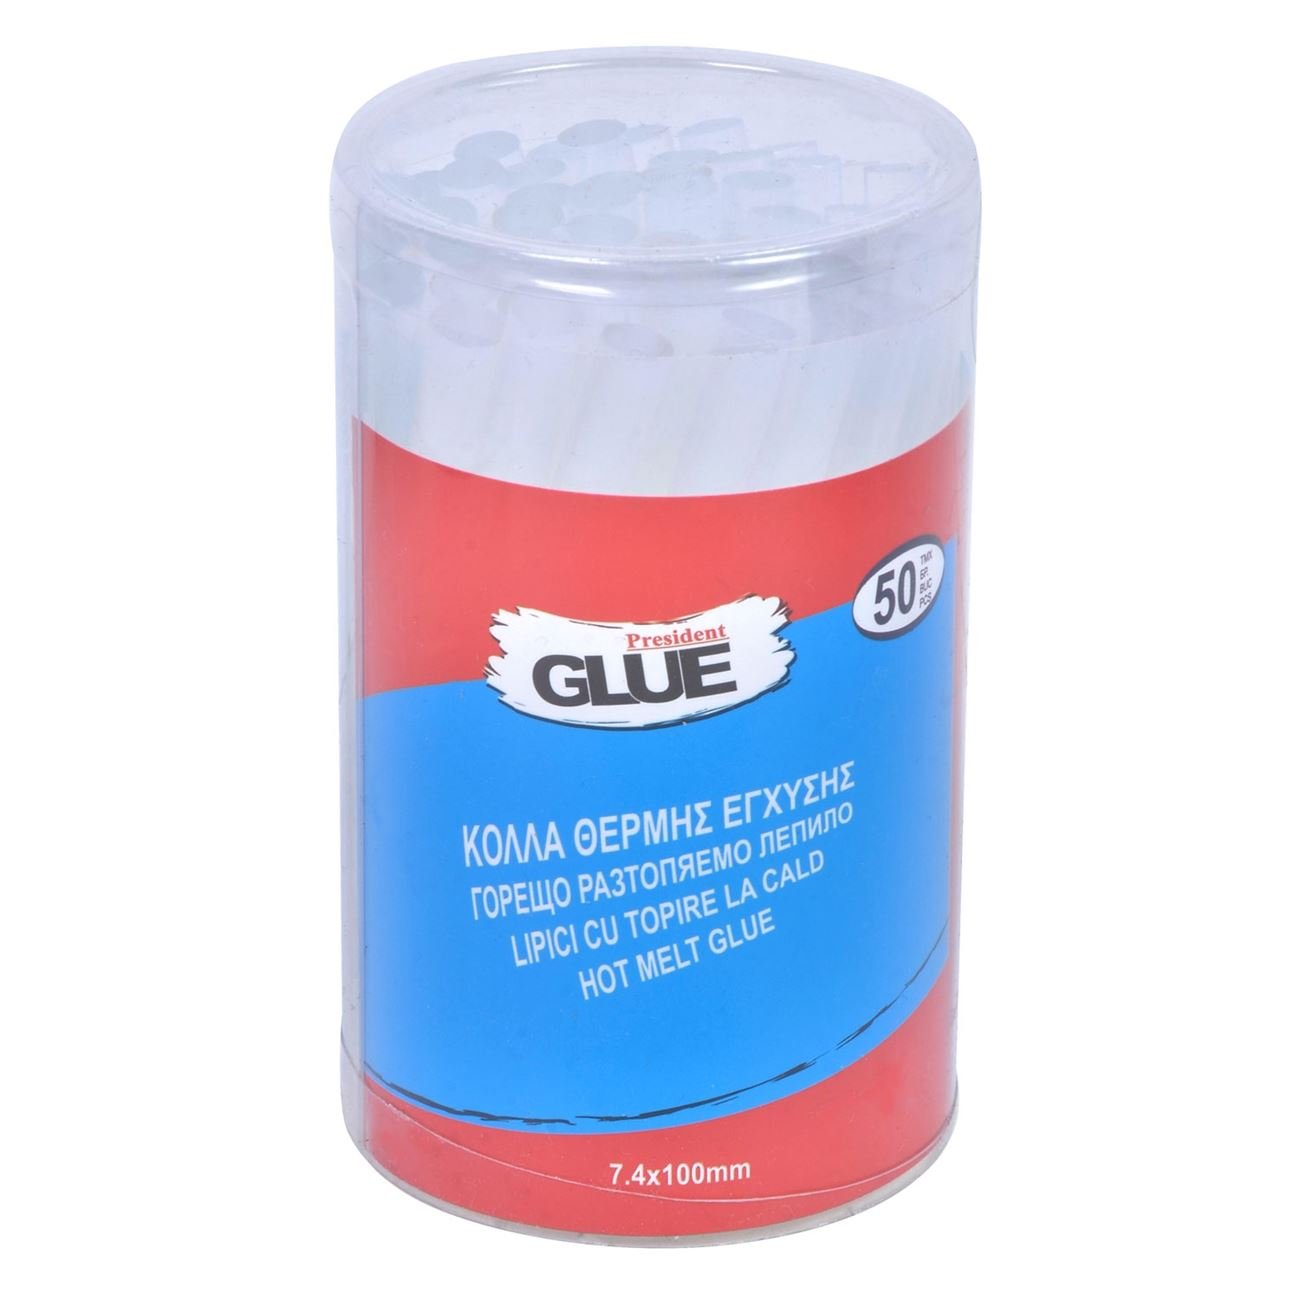 50
ΤΜΧ
БР.
BUC
PCS
President
GLUE
ΚΟΛΛΑ ΘΕΡΜΗΣ ΕΓΧΥΣΗΣ
ГОРЕЩО РАЗТОПЯЕМО ЛЕПИЛО
LIPICI CU TOPIRE LA CALD
HOT MELT GLUE
7.4x100mm